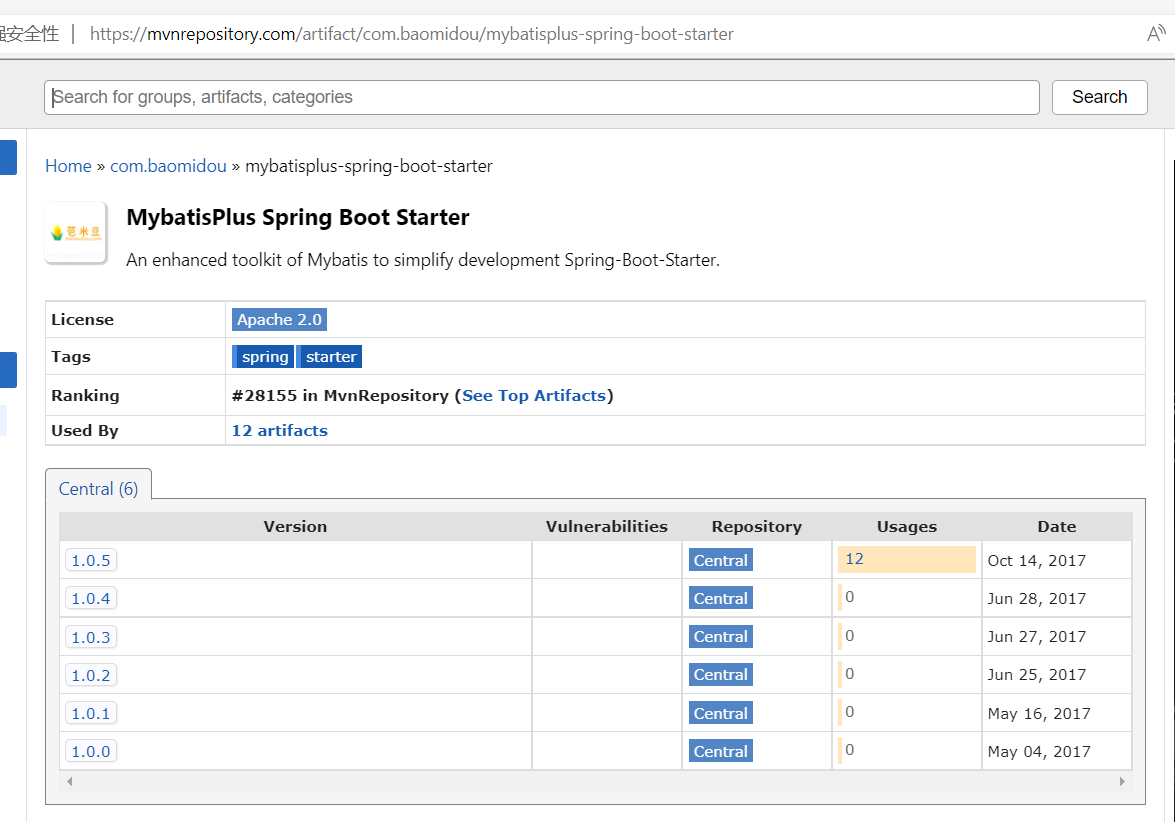 强安全性 | https://mvnrepository.com/artifact/com.baomidou/mybatisplus-spring-boot-starter
Search for groups, artifacts, categories
Search
Home » com.baomidou » mybatisplus-spring-boot-starter
芭米豆
MybatisPlus Spring Boot Starter
An enhanced toolkit of Mybatis to simplify development Spring-Boot-Starter.
License Apache 2.0
Tags spring starter
Ranking #28155 in MvnRepository (See Top Artifacts)
Used By 12 artifacts
Central (6)
Version Vulnerabilities Repository Usages Date
1.0.5 Central 12 Oct 14, 2017
1.0.4 Central 0 Jun 28, 2017
1.0.3 Central 0 Jun 27, 2017
1.0.2 Central 0 Jun 25, 2017
1.0.1 Central 0 May 16, 2017
1.0.0 Central 0 May 04, 2017